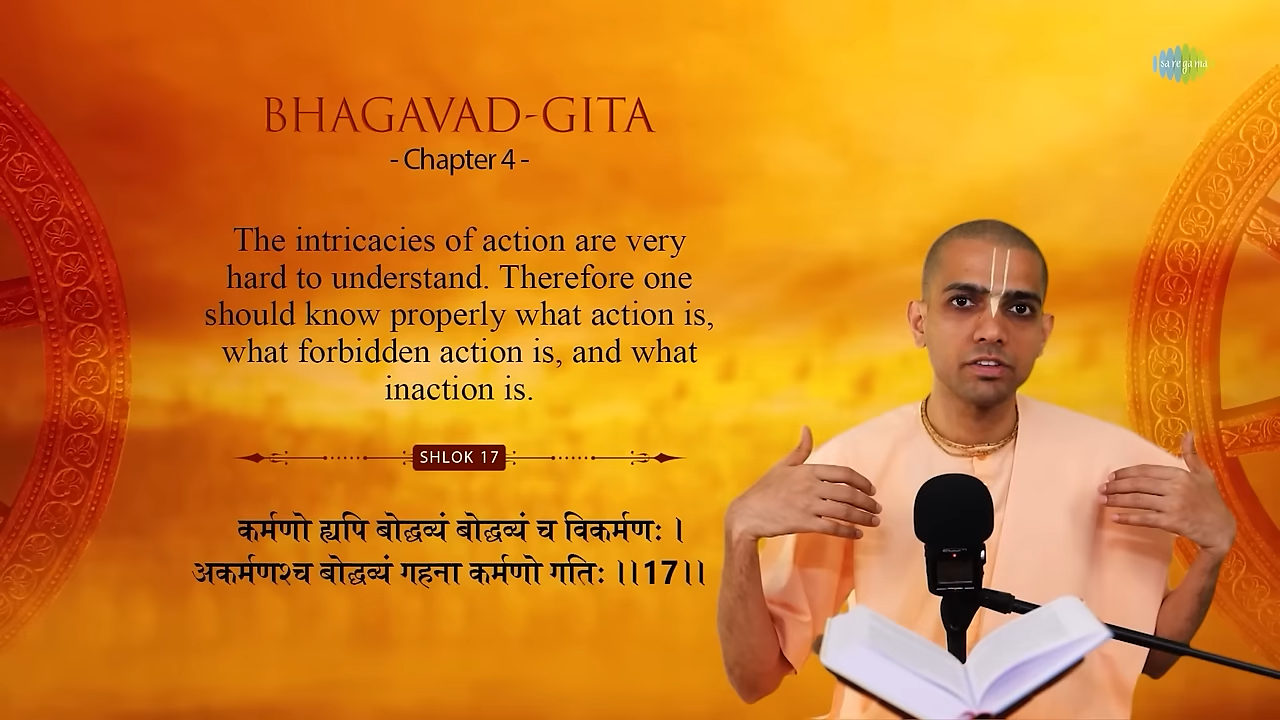 saregama
BHAGAVAD-GITA
- Chapter 4 -
The intricacies of action are very
hard to understand. Therefore one
should know properly what action is,
what forbidden action is, and what
inaction is.
SHLOK 17
कर्मणो ह्यपि बोद्धव्यं बोद्धव्यं च विकर्मणः ।
अकर्मणश्च बोद्धव्यं गहना कर्मणो गतिः ।।17।।